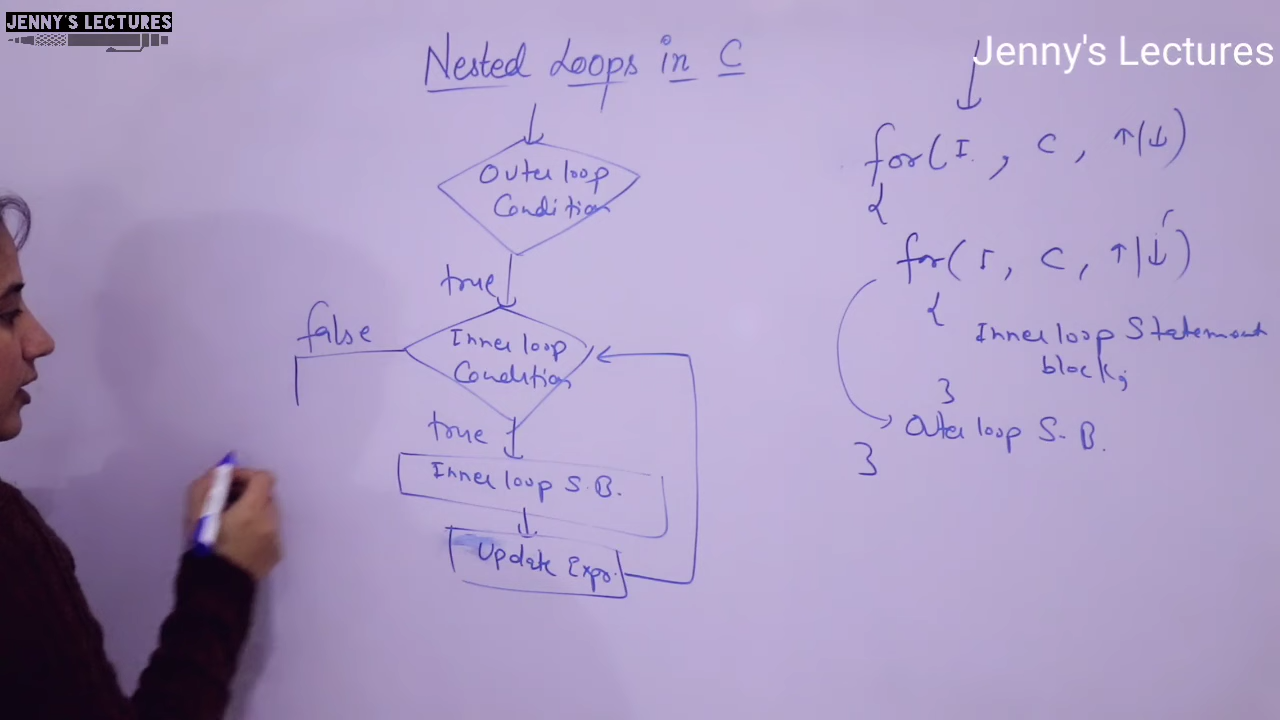 JENNY'S LECTURES
Jenny's Lectures
Nested Loops in C
Outer loop
Condition
true
false
Inner loop
Condition
true
Inner loop S.B.
Update Expr.
for(I , C , ↑|↓)
{
for( I, C, ↑|↓)
{
Inner loop Statement
block;
}
Outer loop S.B.
}